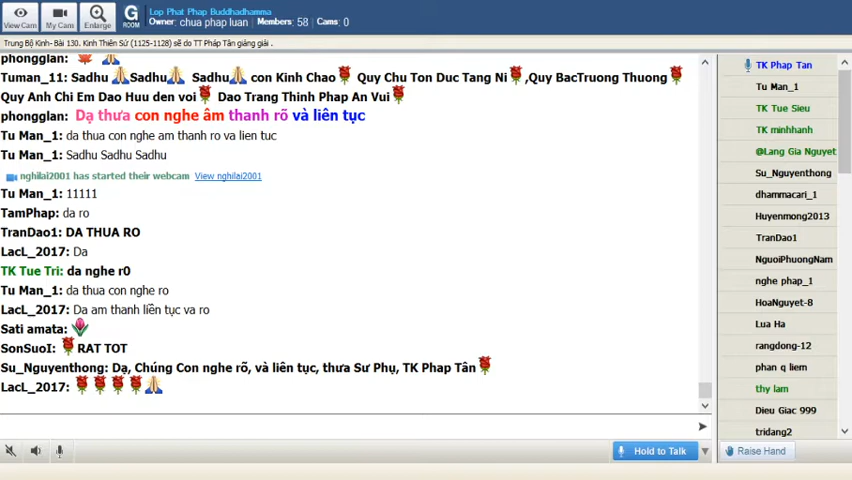 View Cam
My Cams
Enlarge
G
ROOM
Lop Phat Phap Buddhadhamma
Owner: chua phap luan Members: 58 Cams: 0
Trung Bộ Kinh- Bài 130. Kinh Thiên Sứ (1125-1128) sẽ do TT Pháp Tân giảng giải .
phongglan:
Tuman_11: Sadhu Sadhu Sadhu con Kinh Chao Quy Chu Ton Duc Tang Ni ,Quy BacTruong Thuong
Quy Anh Chi Em Dao Huu den voi Dao Trang Thinh Phap An Vui
phongglan: Dạ thưa con nghe âm thanh rõ và liên tục
Tu Man_1: da thua con nghe am thanh ro va lien tuc
Tu Man_1: Sadhu Sadhu Sadhu
nghilai2001 has started their webcam View nghilai2001
Tu Man_1: 11111
TamPhap: da ro
TranDao1: DA THUA RO
LacL_2017: Da
TK Tue Tri: da nghe r0
Tu Man_1: da thua con nghe ro
LacL_2017: Da am thanh liền tục va ro
Sati amata:
SonSuoI: RAT TOT
Su_Nguyenthong: Dạ, Chúng Con nghe rõ, và liên tục, thưa Sư Phụ, TK Phap Tân
LacL_2017:
Hold to Talk
TK Phap Tan
Tu Man_1
TK Tue Sieu
TK minhhanh
@Lang Gia Nguyet
Su_Nguyenthong
dhammacari_1
Huyenmong2013
TranDao1
NguoiPhuongNam
nghe phap_1
HoaNguyet-8
Lua Ha
rangdong-12
phan q liem
thy lam
Dieu Giac 999
tridang2
Raise Hand